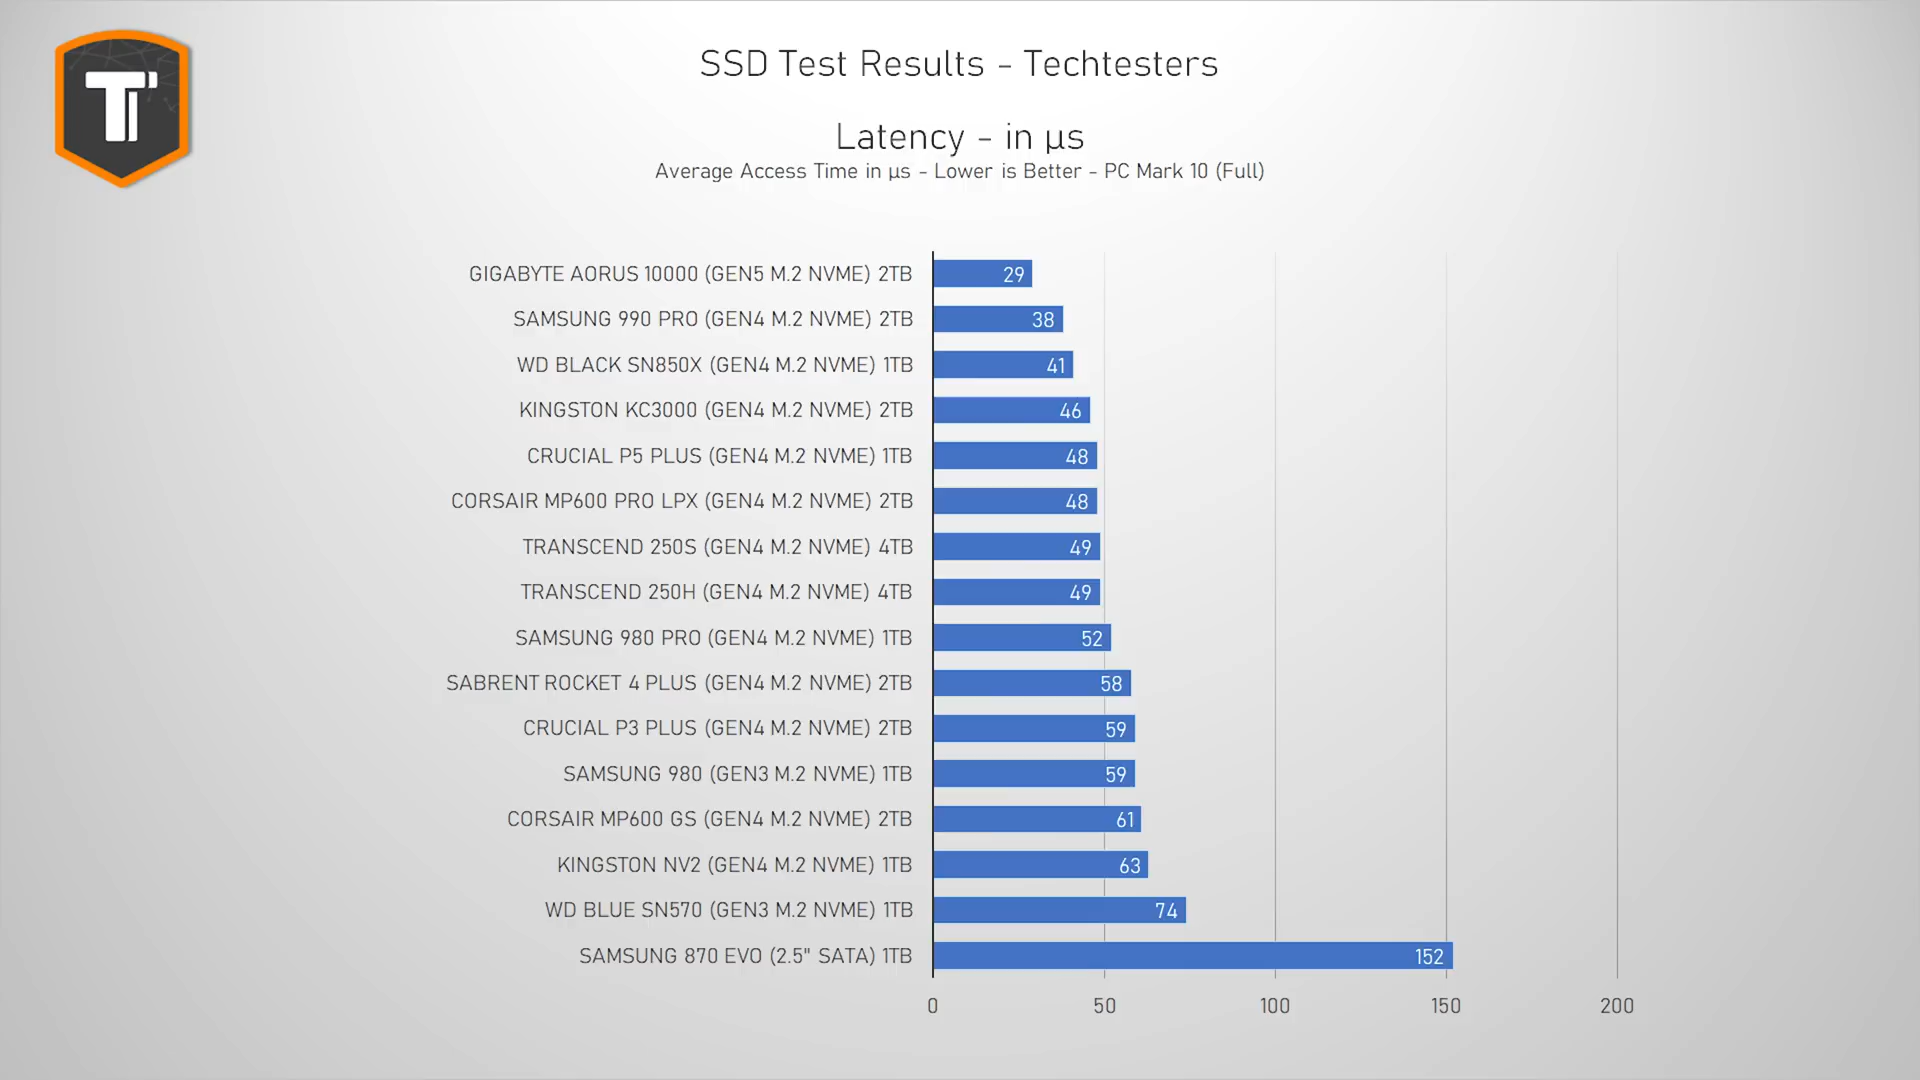 T
SSD Test Results - Techtesters
Latency - in µs
Average Access Time in µs - Lower is Better - PC Mark 10 (Full)
GIGABYTE AORUS 10000 (GEN5 M.2 NVME) 2TB 29
SAMSUNG 990 PRO (GEN4 M.2 NVME) 2TB 38
WD BLACK SN850X (GEN4 M.2 NVME) 1TB 41
KINGSTON KC3000 (GEN4 M.2 NVME) 2TB 46
CRUCIAL P5 PLUS (GEN4 M.2 NVME) 1TB 48
CORSAIR MP600 PRO LPX (GEN4 M.2 NVME) 2TB 48
TRANSCEND 250S (GEN4 M.2 NVME) 4TB 49
TRANSCEND 250H (GEN4 M.2 NVME) 4TB 49
SAMSUNG 980 PRO (GEN4 M.2 NVME) 1TB 52
SABRENT ROCKET 4 PLUS (GEN4 M.2 NVME) 2TB 58
CRUCIAL P3 PLUS (GEN4 M.2 NVME) 2TB 59
SAMSUNG 980 (GEN3 M.2 NVME) 1TB 59
CORSAIR MP600 GS (GEN4 M.2 NVME) 2TB 61
KINGSTON NV2 (GEN4 M.2 NVME) 1TB 63
WD BLUE SN570 (GEN3 M.2 NVME) 1TB 74
SAMSUNG 870 EVO (2.5" SATA) 1TB 152
0 50 100 150 200